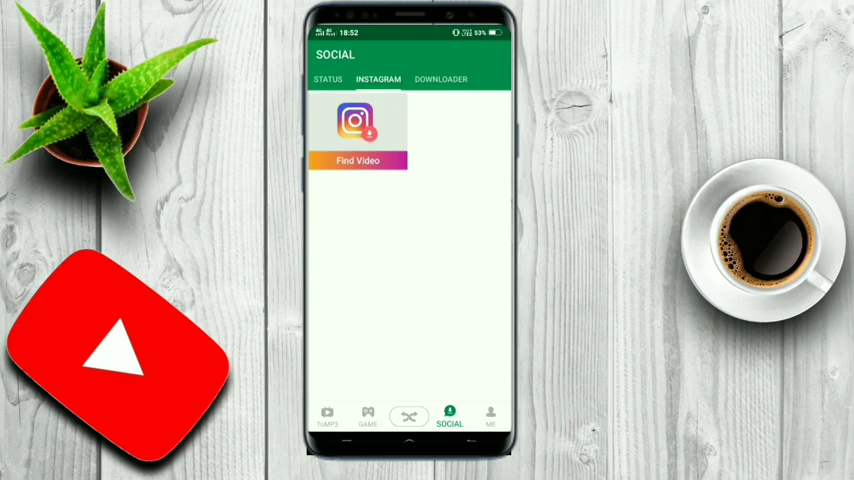 18:52
53%
SOCIAL
STATUS INSTAGRAM DOWNLOADER
Find Video
ToMP3 GAME SOCIAL ME